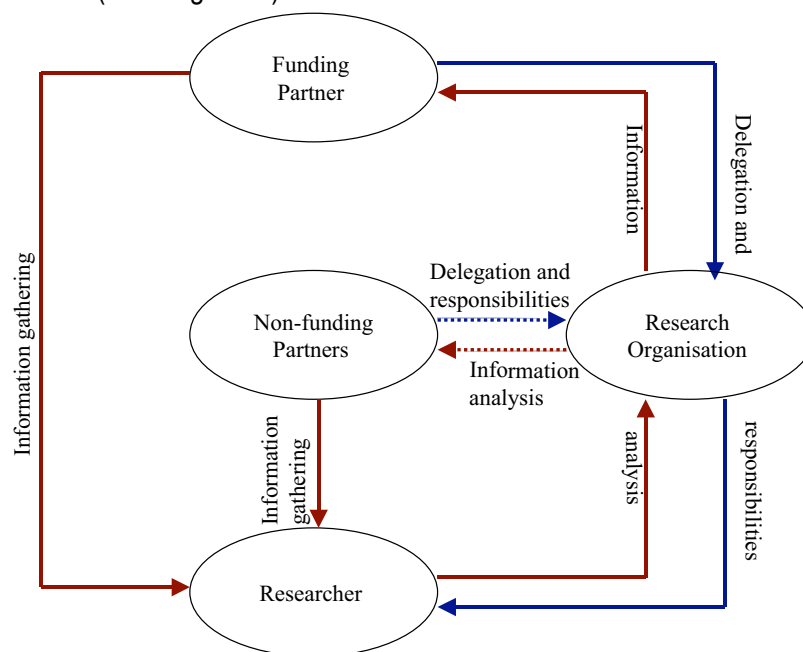 Funding
Partner
Information
Delegation and
Information gathering
Delegation and
responsibilities
Non-funding
Partners
Research
Organisation
Information
analysis
Information
gathering
analysis
responsibilities
Researcher